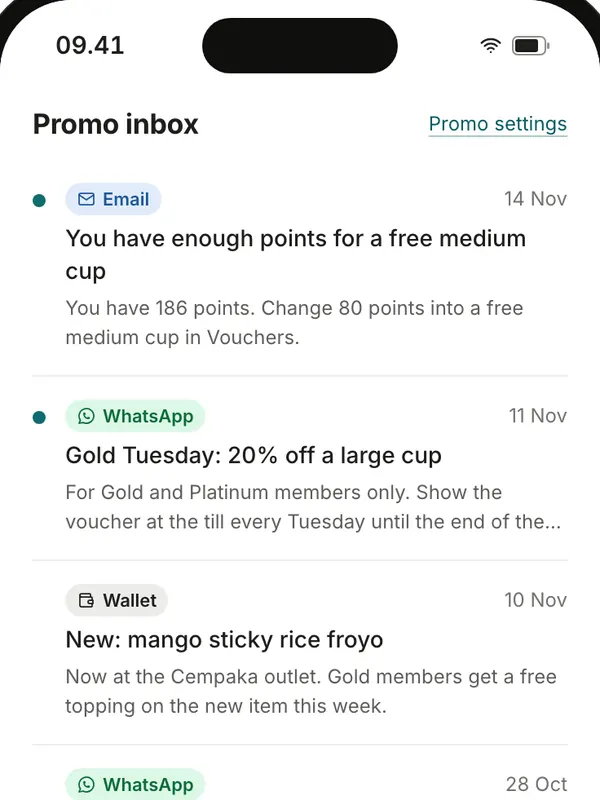 09.41
Promo inbox
Promo settings
Email
14 Nov
You have enough points for a free medium
cup
You have 186 points. Change 80 points into a free
medium cup in Vouchers.
WhatsApp
11 Nov
Gold Tuesday: 20% off a large cup
For Gold and Platinum members only. Show the
voucher at the till every Tuesday until the end of the...
Wallet
10 Nov
New: mango sticky rice froyo
Now at the Cempaka outlet. Gold members get a free
topping on the new item this week.
WhatsApp
28 Oct